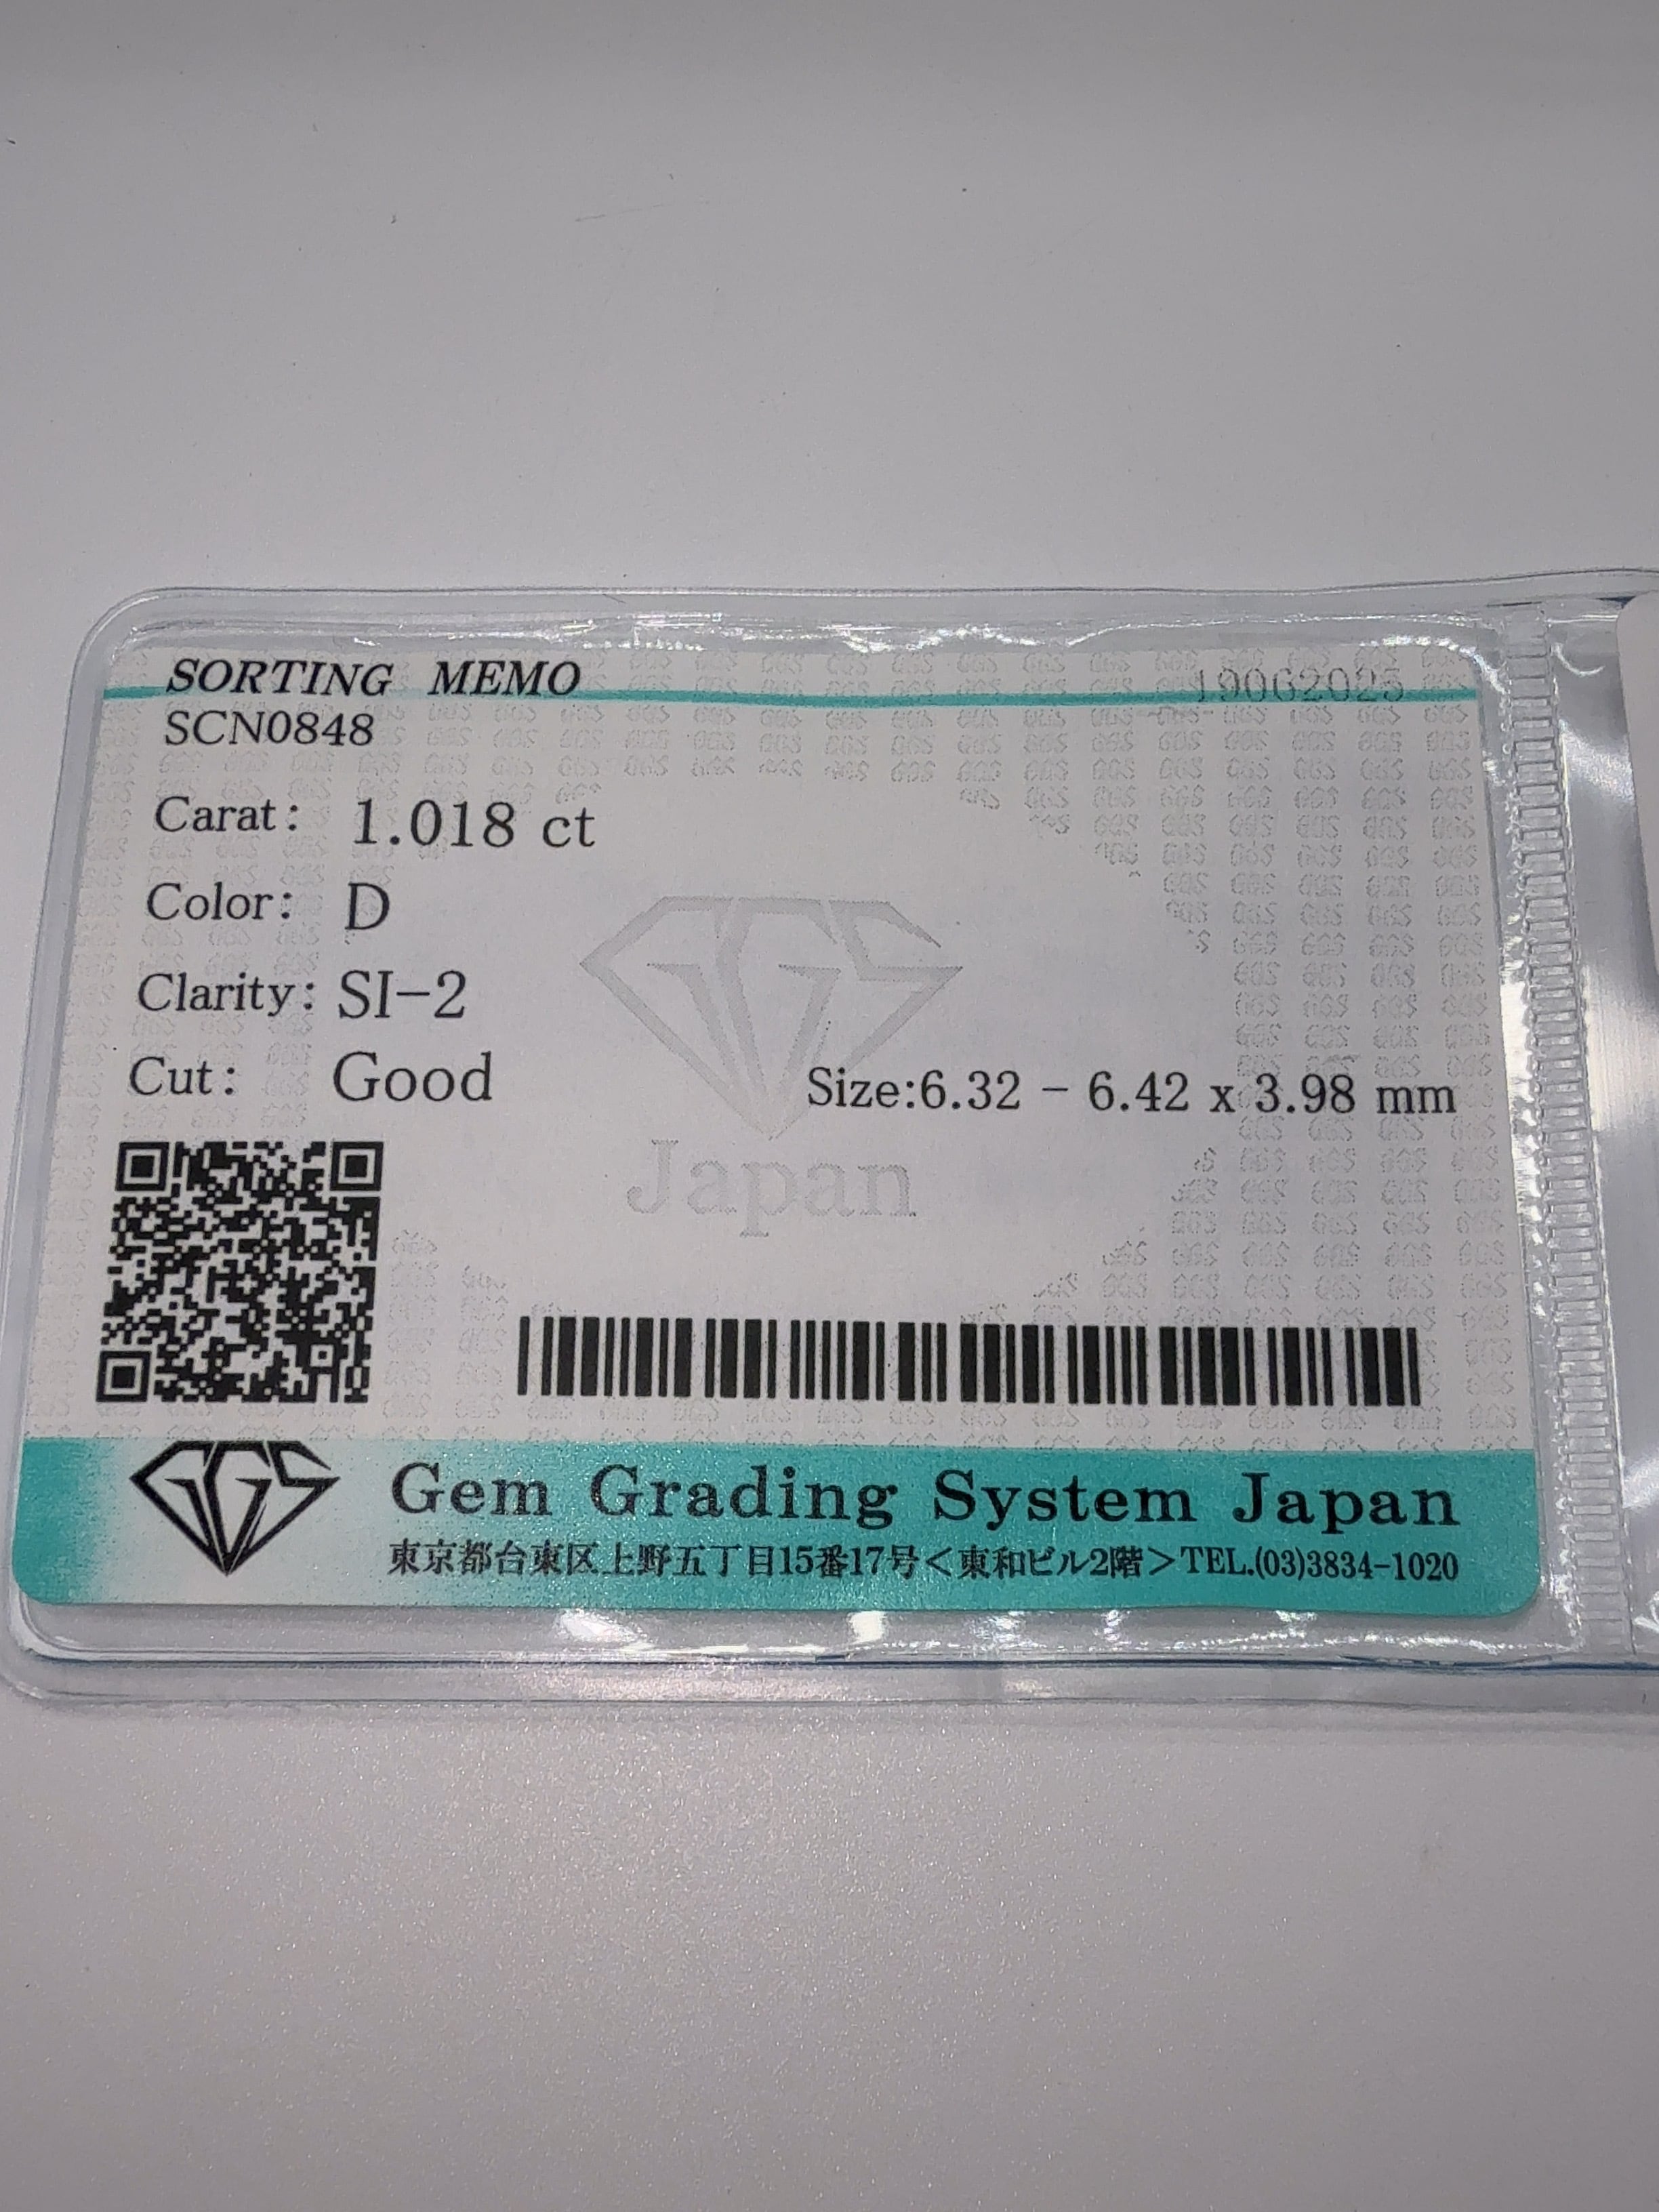 SORTING MEMO
19062025
SCN0848
Carat: 1.018 ct
Color: D
Clarity: SI-2
Cut: Good
Size:6.32 - 6.42 x 3.98 mm
GGS
Japan
GGS
Gem Grading System Japan
東京都台東区上野五丁目15番17号<東和ビル2階>TEL.(03)3834-1020